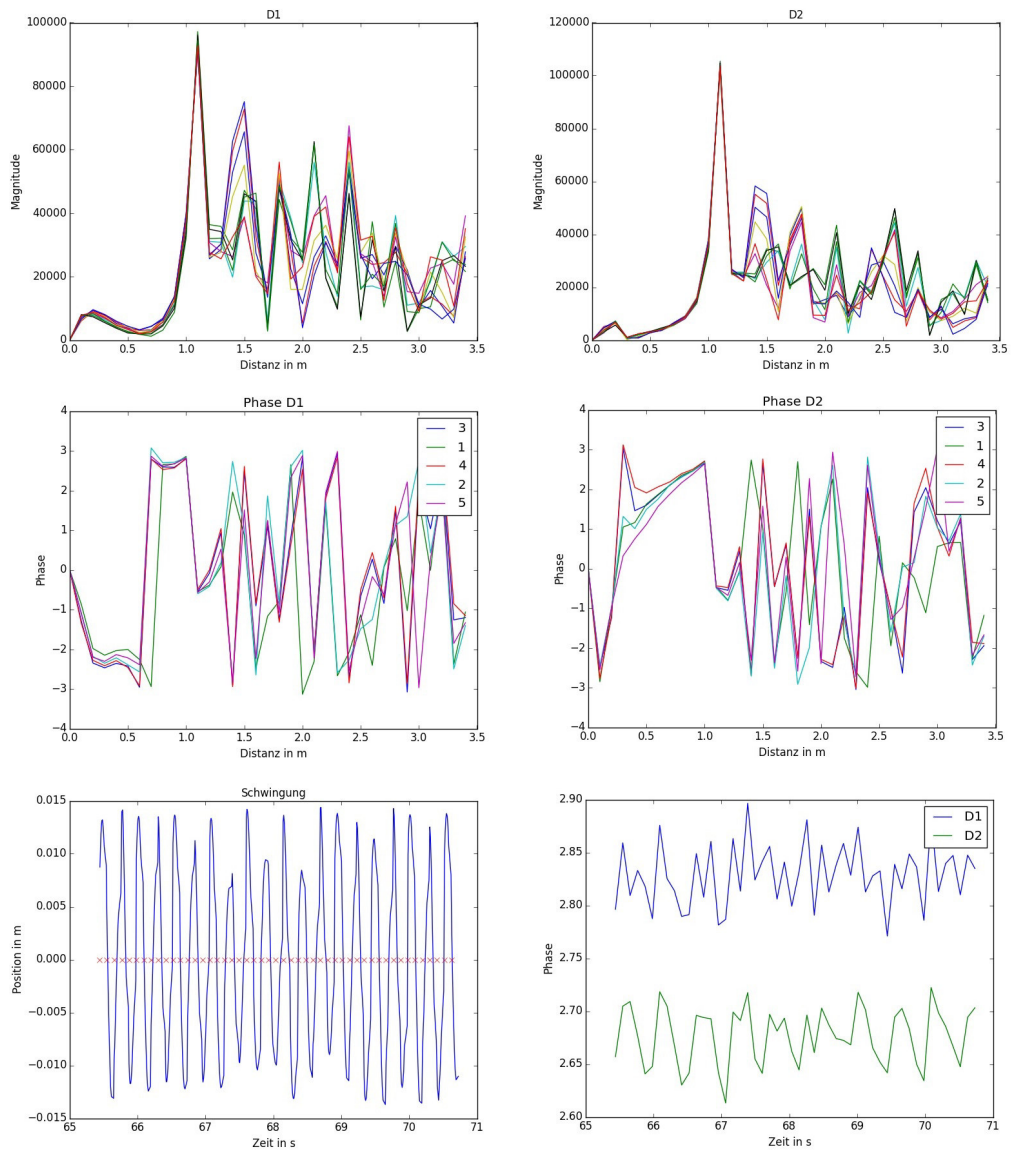 D1
Magnitude
100000
80000
60000
40000
20000
0
0.0 0.5 1.0 1.5 2.0 2.5 3.0 3.5
Distanz in m
D2
Magnitude
120000
100000
80000
60000
40000
20000
0
0.0 0.5 1.0 1.5 2.0 2.5 3.0 3.5
Distanz in m
Phase D1
Phase
4
3
2
1
0
−1
−2
−3
−4
0.0 0.5 1.0 1.5 2.0 2.5 3.0 3.5
Distanz in m
3
1
4
2
5
Phase D2
Phase
4
3
2
1
0
−1
−2
−3
−4
0.0 0.5 1.0 1.5 2.0 2.5 3.0 3.5
Distanz in m
3
1
4
2
5
Schwingung
Position in m
0.015
0.010
0.005
0.000
−0.005
−0.010
−0.015
65 66 67 68 69 70 71
Zeit in s
Phase
2.90
2.85
2.80
2.75
2.70
2.65
2.60
65 66 67 68 69 70 71
Zeit in s
D1
D2